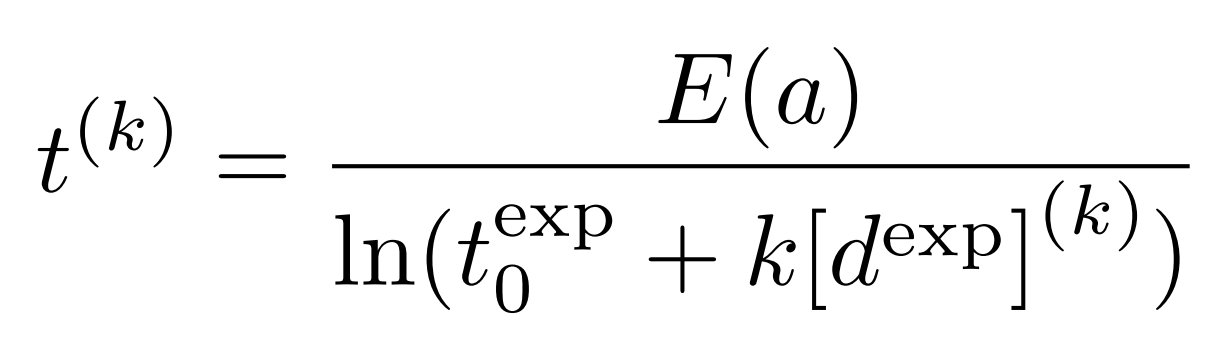 t^{(k)} = \frac{E(a)}{\ln(t_0^{\exp} + k[d^{\exp}]^{(k)})}